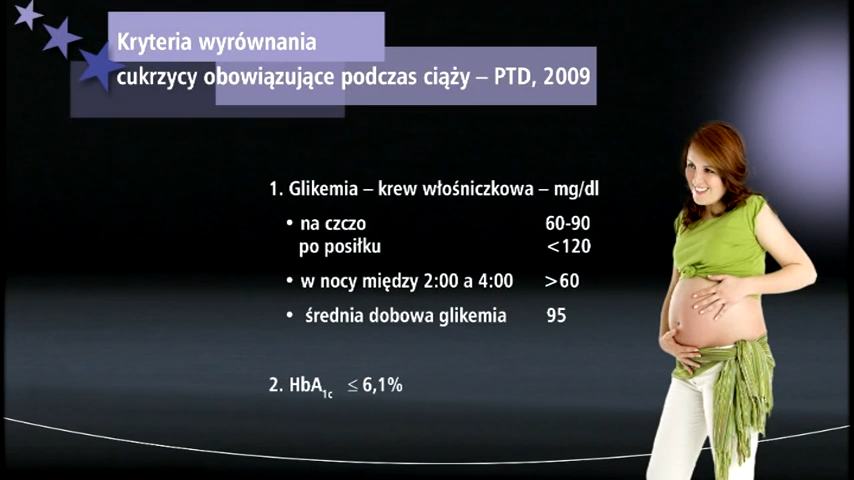 Kryteria wyrównania
cukrzycy obowiązujące podczas ciąży – PTD, 2009
1. Glikemia – krew włośniczkowa – mg/dl
• na czczo 60-90
po posiłku <120
• w nocy między 2:00 a 4:00 >60
• średnia dobowa glikemia 95
2. HbA1c ≤ 6,1%